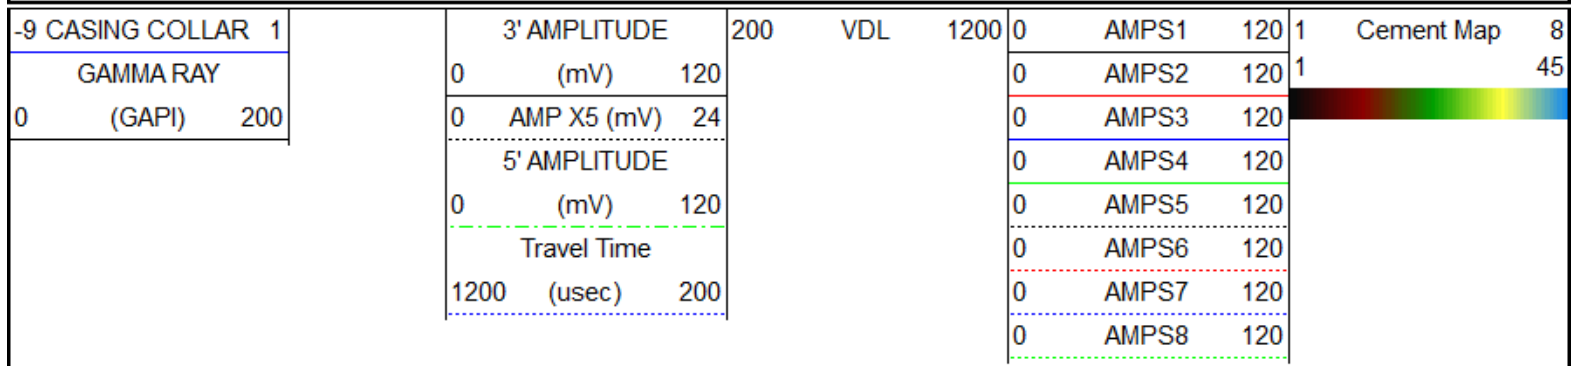 -9 CASING COLLAR 1
GAMMA RAY
0 (GAPI) 200
3' AMPLITUDE
0 (mV) 120
0 AMP X5 (mV) 24
5' AMPLITUDE
0 (mV) 120
Travel Time
1200 (usec) 200
200 VDL 1200
0 AMPS1 120
0 AMPS2 120
0 AMPS3 120
0 AMPS4 120
0 AMPS5 120
0 AMPS6 120
0 AMPS7 120
0 AMPS8 120
1 Cement Map 8
1 45